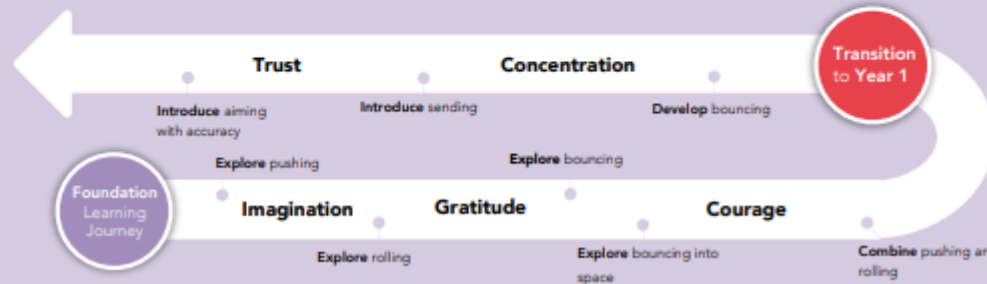 Trust
Concentration
Transition
to Year 1
Introduce aiming
with accuracy
Introduce sending
Develop bouncing
Explore pushing
Explore bouncing
Foundation
Learning
Journey
Imagination
Gratitude
Courage
Explore rolling
Explore bouncing into
space
Combine pushing an
rolling